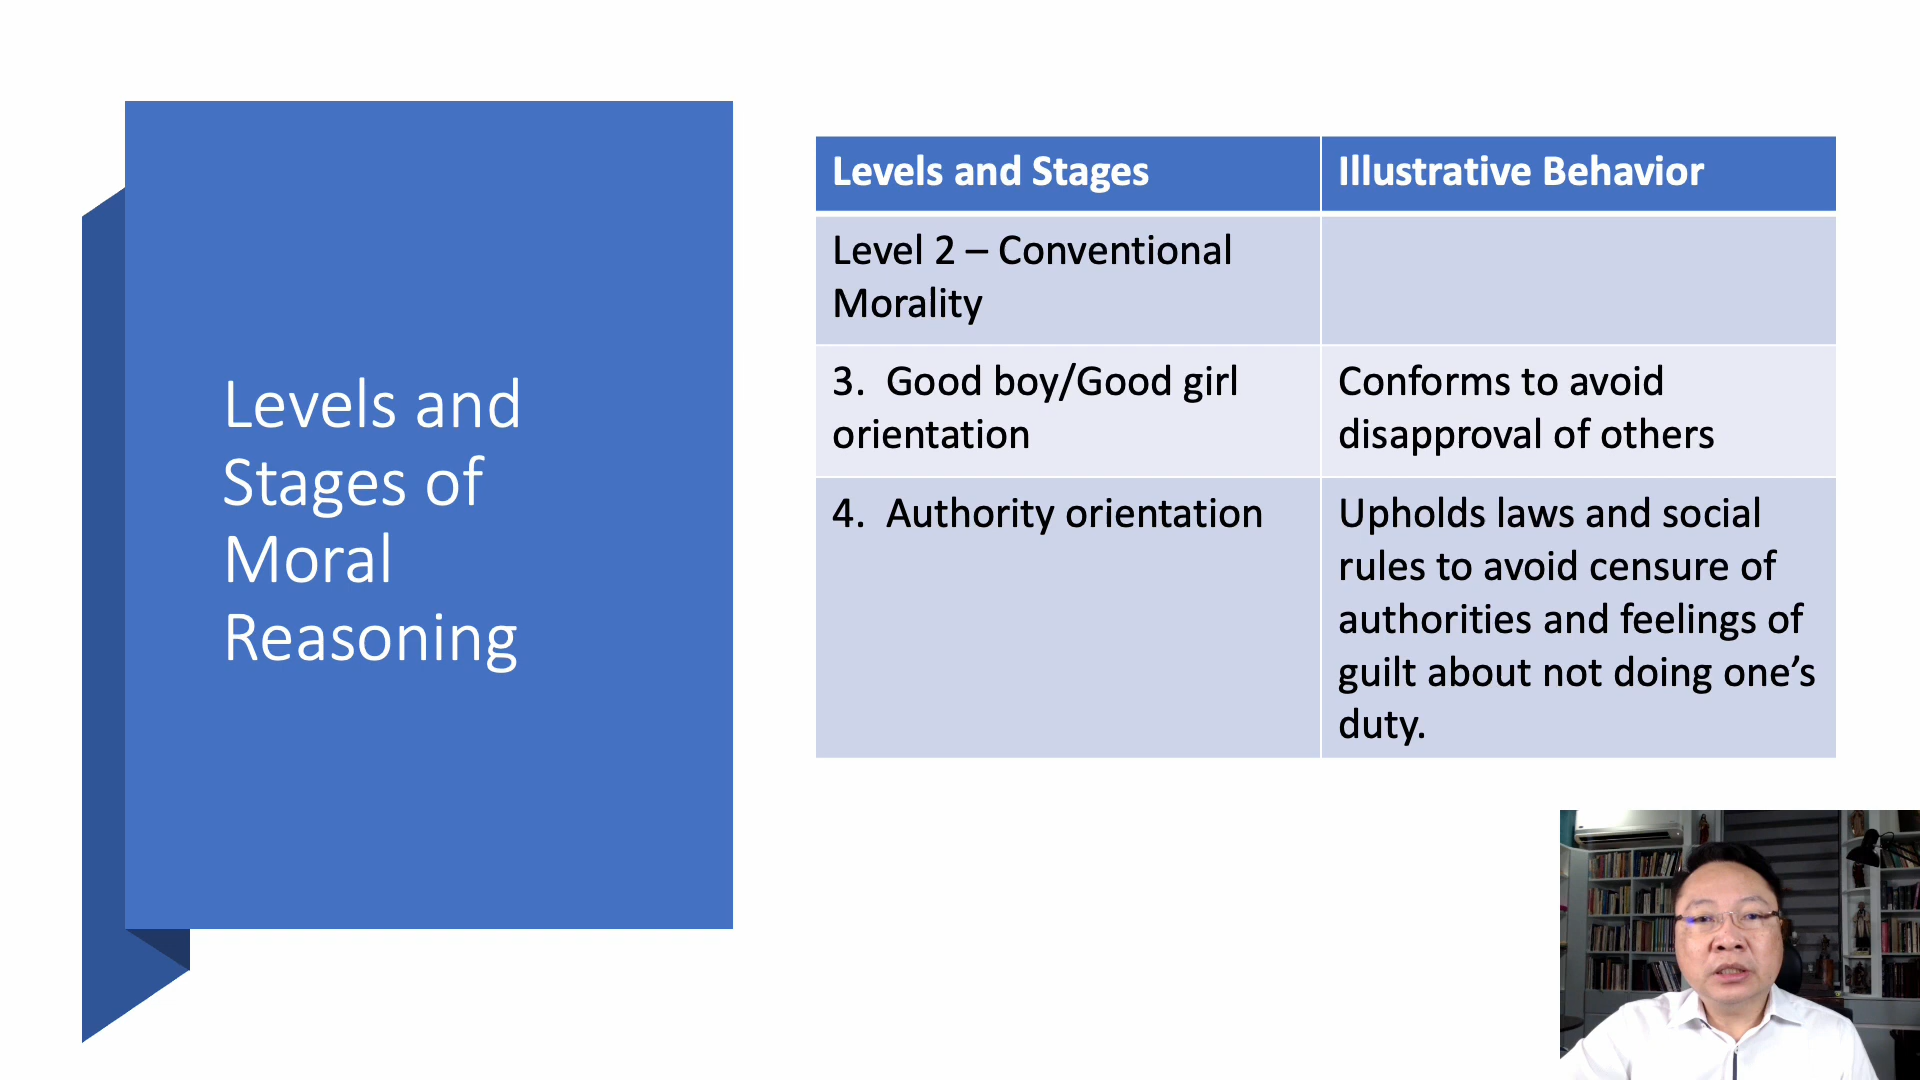 Levels and
Stages of
Moral
Reasoning
Levels and Stages
Illustrative Behavior
Level 2 – Conventional
Morality
3. Good boy/Good girl
orientation
Conforms to avoid
disapproval of others
4. Authority orientation
Upholds laws and social
rules to avoid censure of
authorities and feelings of
guilt about not doing one’s
duty.